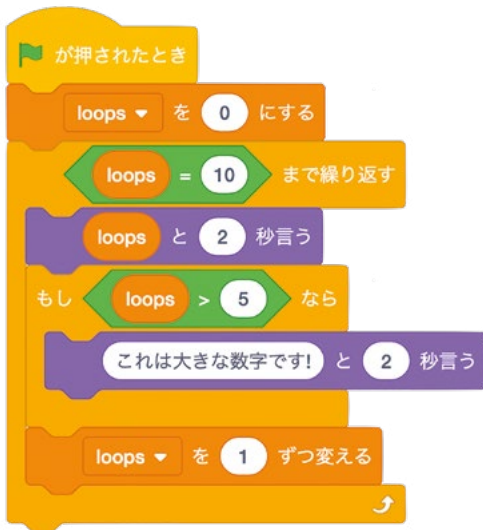 が押されたとき
loops を 0 にする
loops = 10 まで繰り返す
loops と 2 秒言う
もし loops > 5 なら
これは大きな数字です! と 2 秒言う
loops を 1 ずつ変える